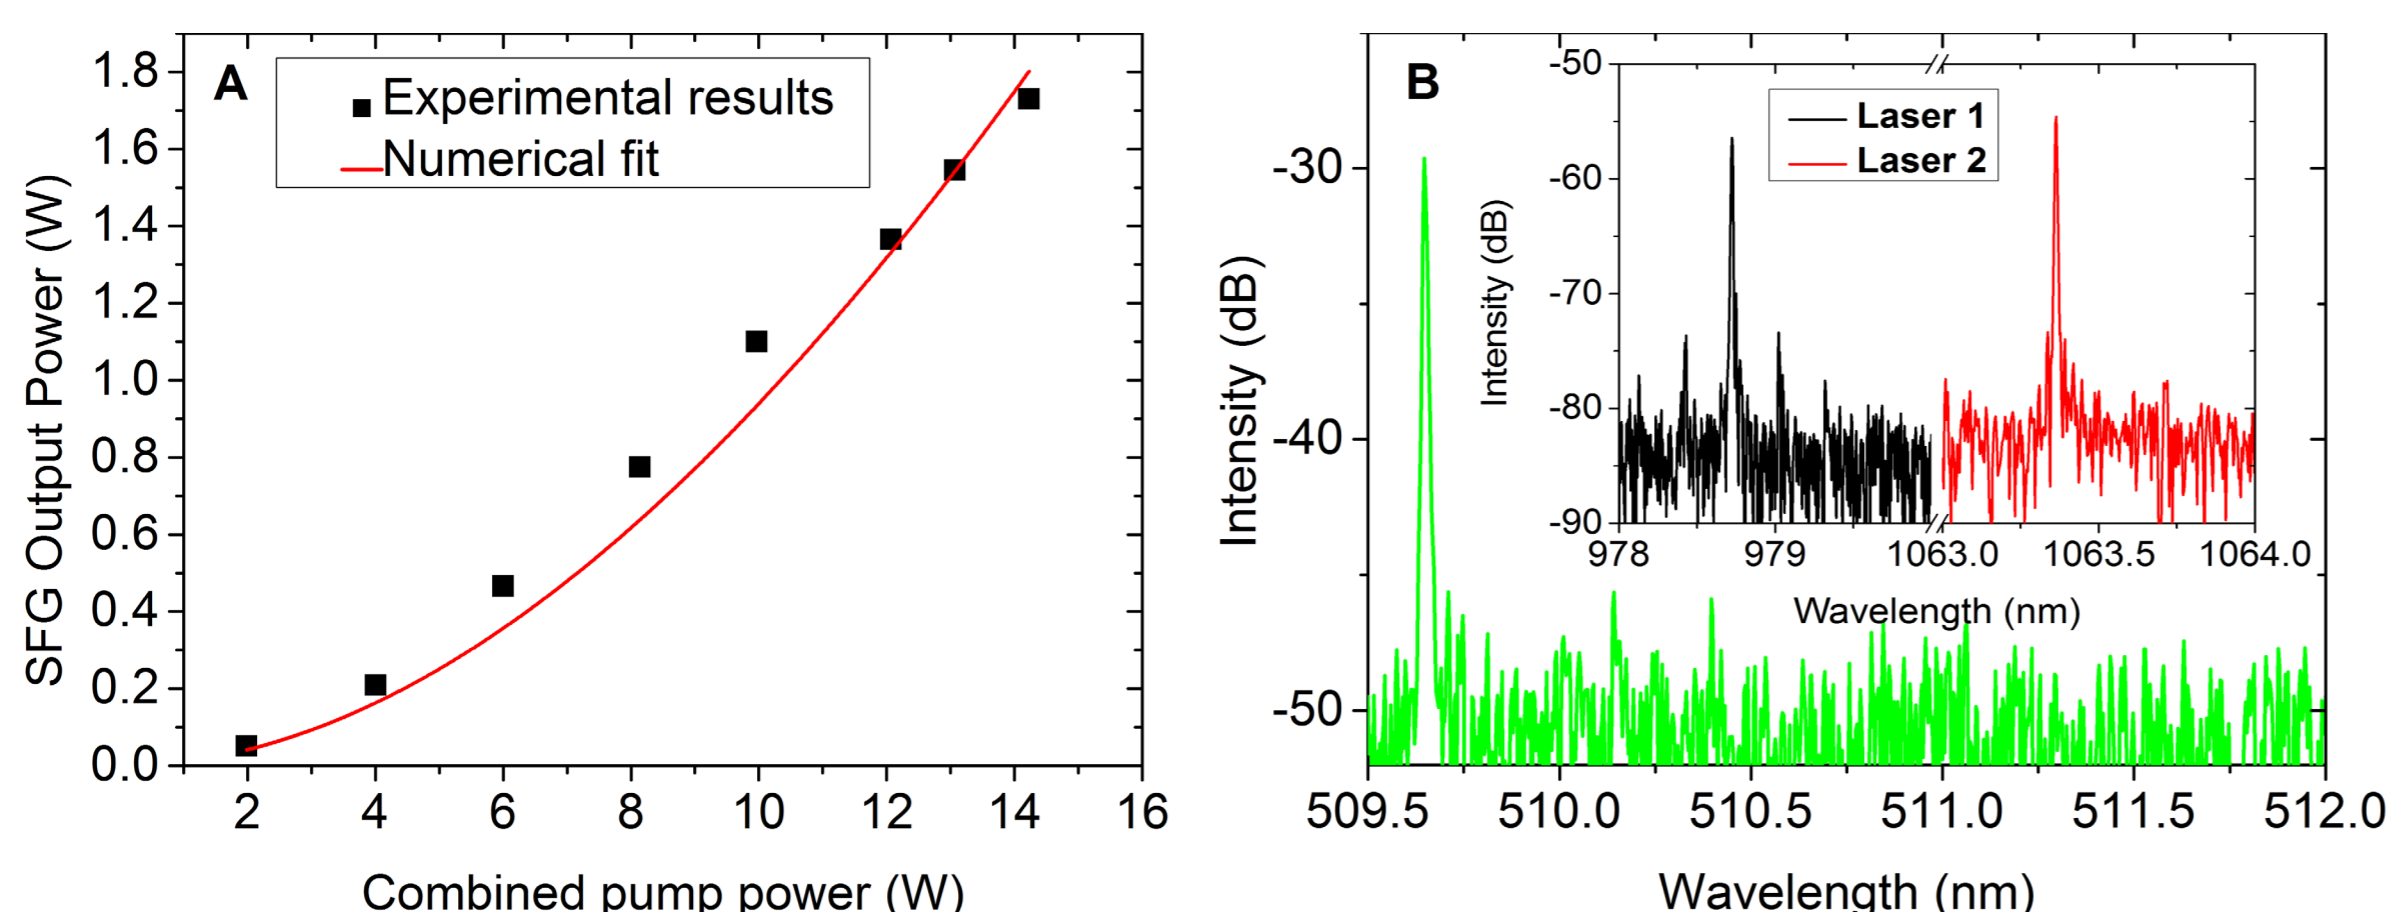 A
Experimental results
Numerical fit
SFG Output Power (W)
1.8
1.6
1.4
1.2
1.0
0.8
0.6
0.4
0.2
0.0
2 4 6 8 10 12 14 16
Combined pump power (W)
B
Intensity (dB)
-30
-40
-50
509.5 510.0 510.5 511.0 511.5 512.0
Wavelength (nm)
Laser 1
Laser 2
Intensity (dB)
-50
-60
-70
-80
-90
978 979 1063.0 1063.5 1064.0
Wavelength (nm)